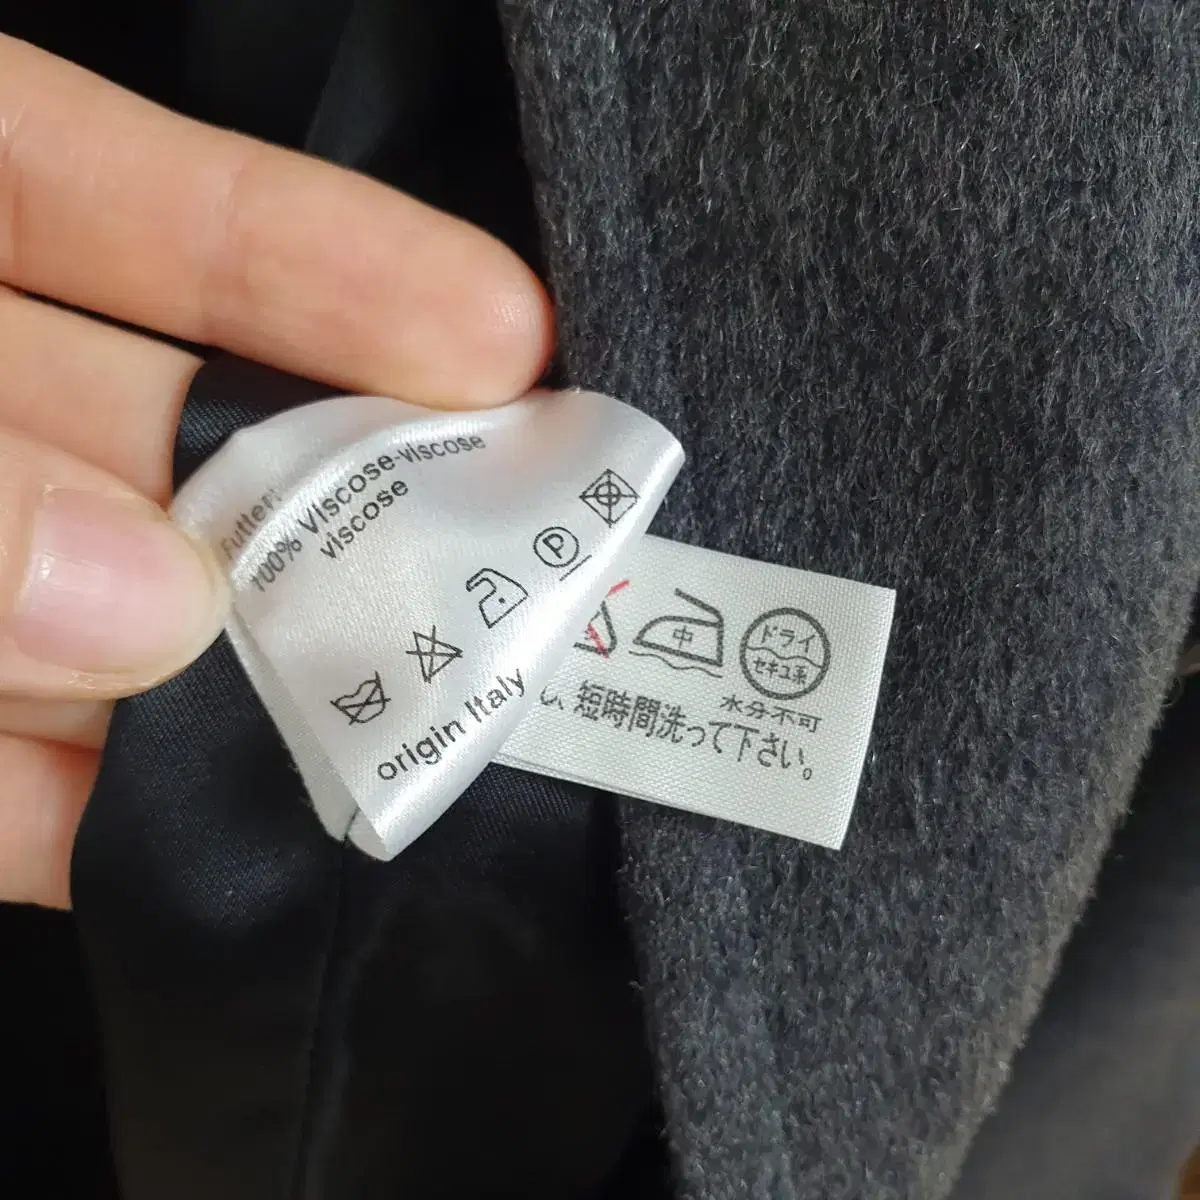 Futter:
100% Viscose-viscose
viscose
P
origin Italy
中
ドライ
セキユ系
水分不可
し、短時間洗って下さい。